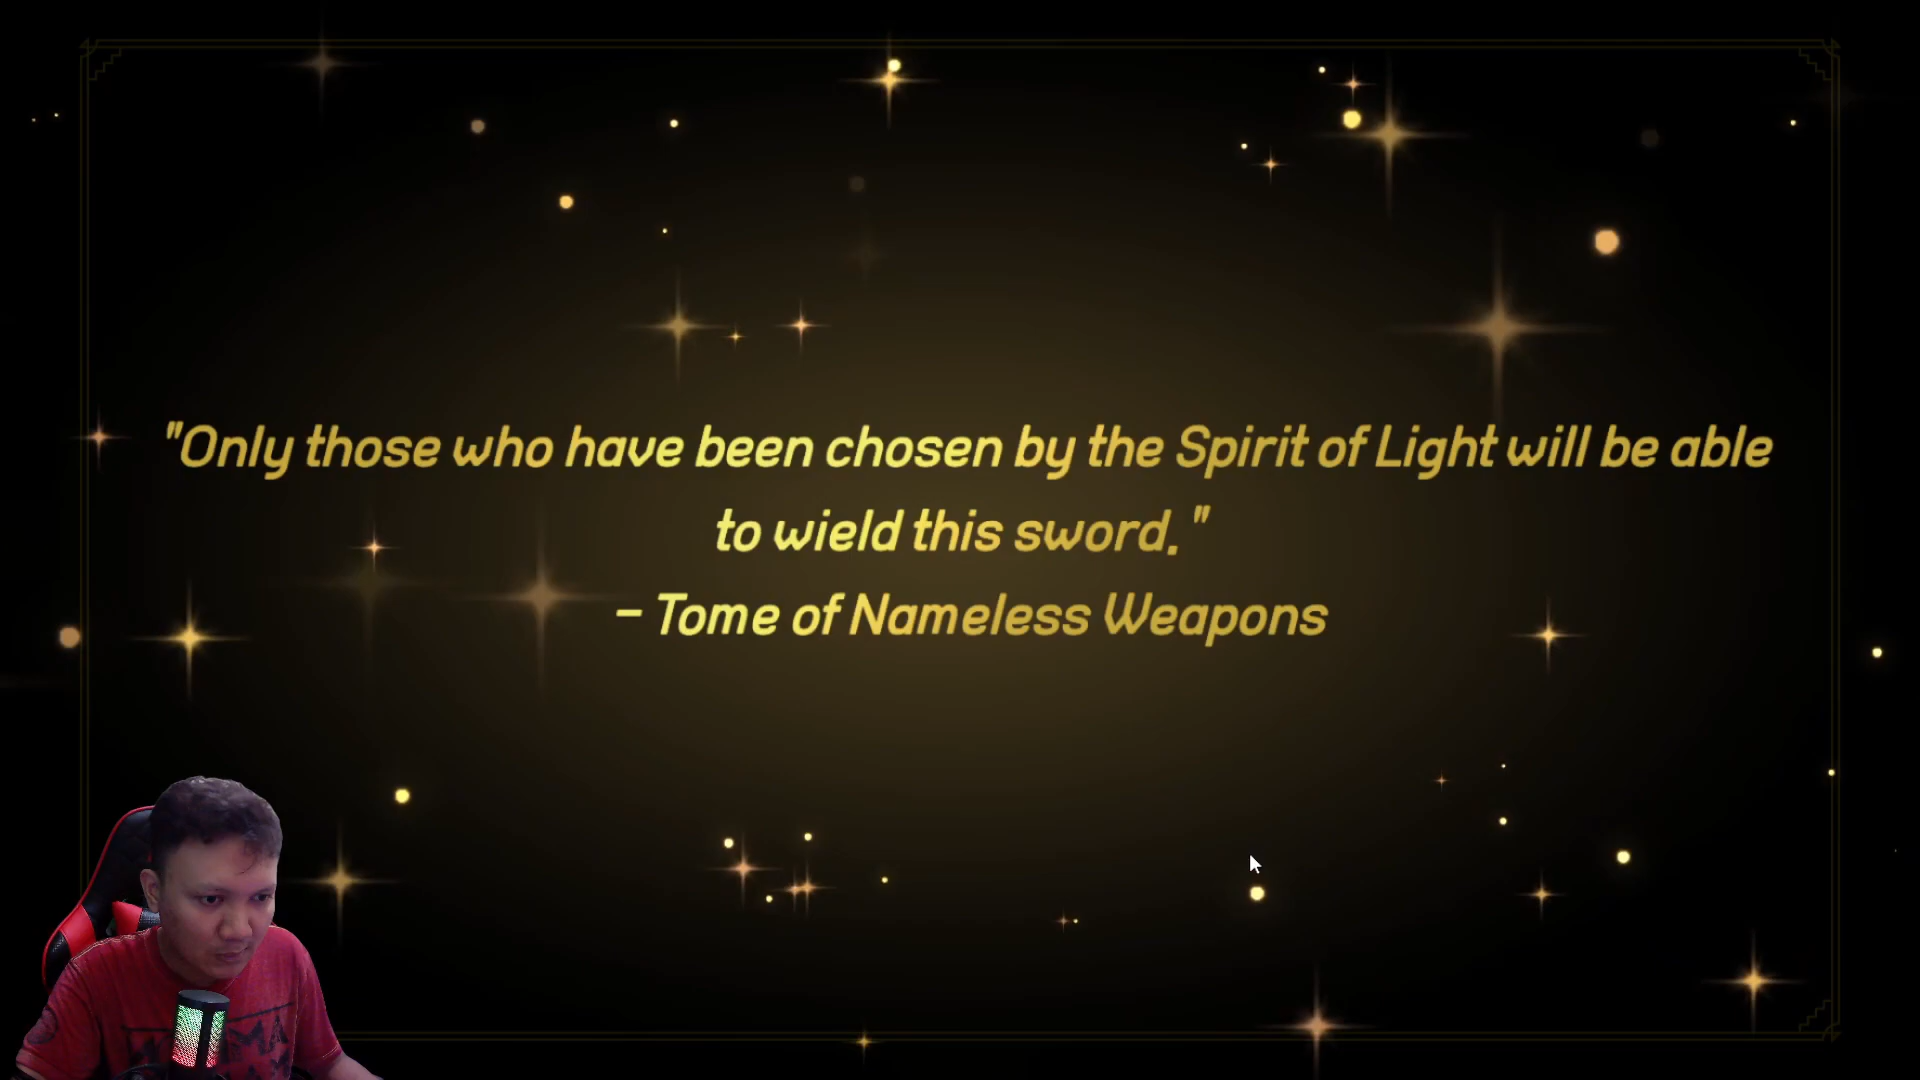 "Only those who have been chosen by the Spirit of Light will be able
to wield this sword."
- Tome of Nameless Weapons